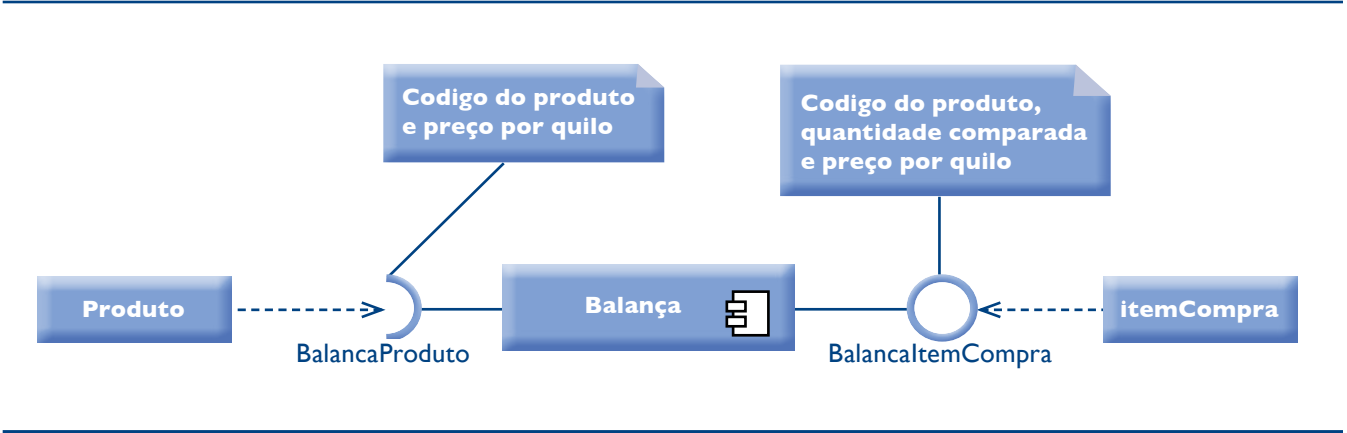 Codigo do produto
e preço por quilo
Codigo do produto,
quantidade comparada
e preço por quilo
Produto
Balança
itemCompra
BalancaProduto
BalancaItemCompra